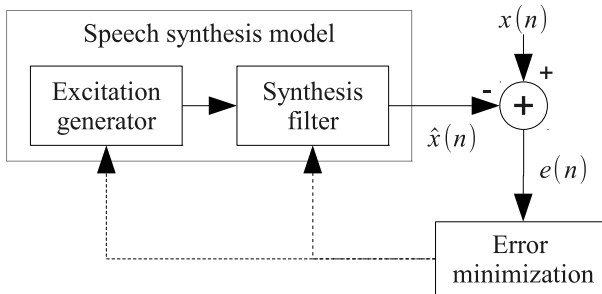 Speech synthesis model
x(n)
Excitation
generator
Synthesis
filter
-
+
+
x̂(n)
e(n)
Error
minimization